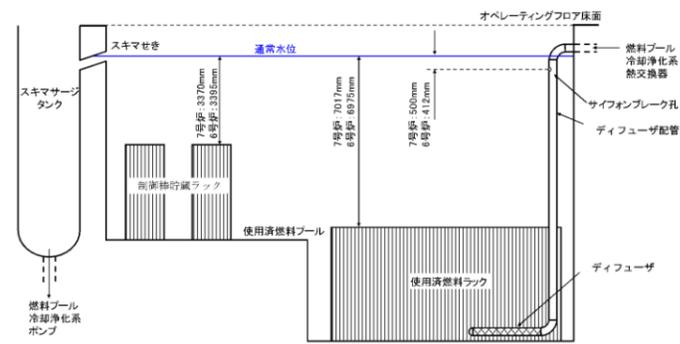 オペレーティングフロア床面
スキマせき
通常水位
燃料プール
冷却浄化系
熱交換器
スキマサージ
タンク
7号炉:3370mm
6号炉:3395mm
7号炉:7017mm
6号炉:6975mm
7号炉:500mm
6号炉:412mm
サイフォンブレーク孔
ディフューザ配管
制御棒貯蔵ラック
使用済燃料プール
ディフューザ
使用済燃料ラック
燃料プール
冷却浄化系
ポンプ